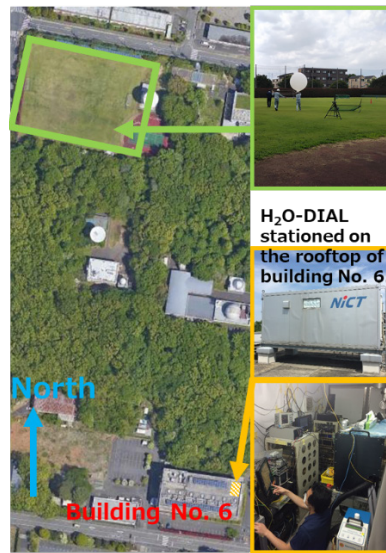 H₂O-DIAL
stationed on
the rooftop of
building No. 6
NiCT
North
Building No. 6